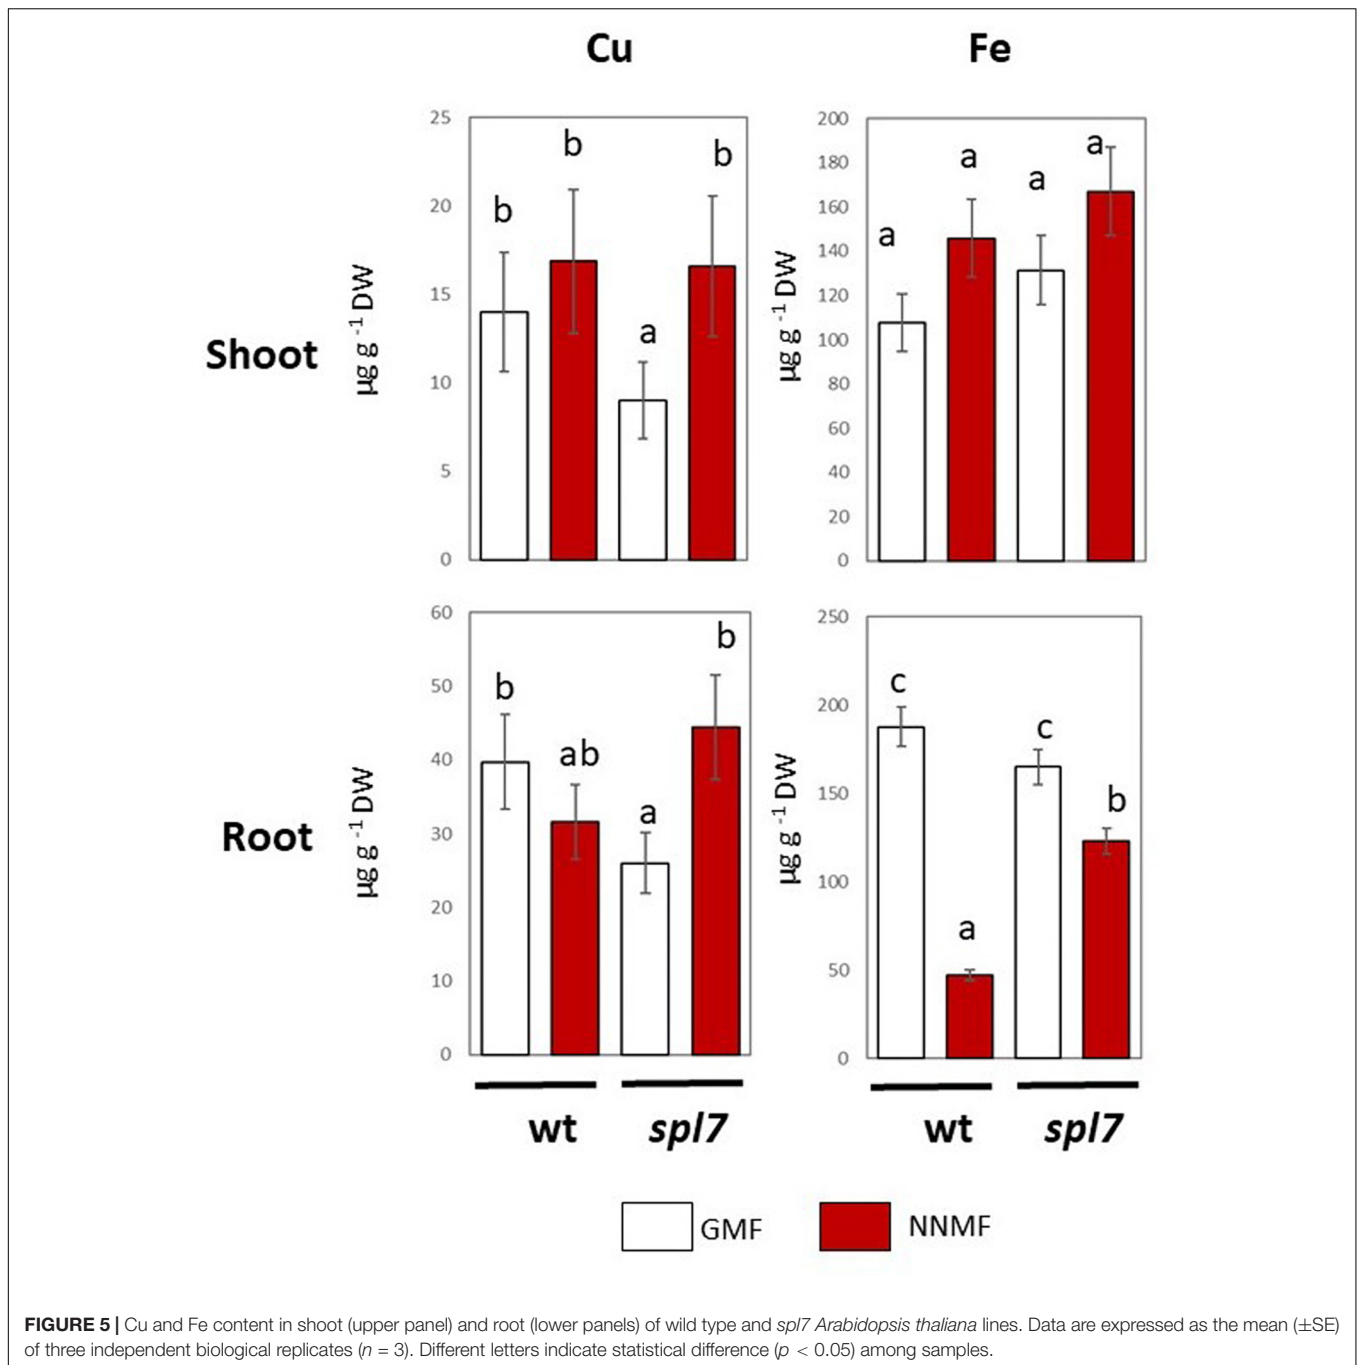 Cu Fe
25
20
15
10
5
0
µg g -1 DW
b
b
a
b
200
180
160
140
120
100
80
60
40
20
0
µg g -1 DW
a
a
a
a
Shoot
60
50
40
30
20
10
0
µg g -1 DW
b
ab
a
b
250
200
150
100
50
0
µg g -1 DW
c
a
c
b
Root
wt spl7 wt spl7
GMF NNMF
FIGURE 5 | Cu and Fe content in shoot (upper panel) and root (lower panels) of wild type and spl7 Arabidopsis thaliana lines. Data are expressed as the mean (±SE)
of three independent biological replicates (n = 3). Different letters indicate statistical difference (p < 0.05) among samples.